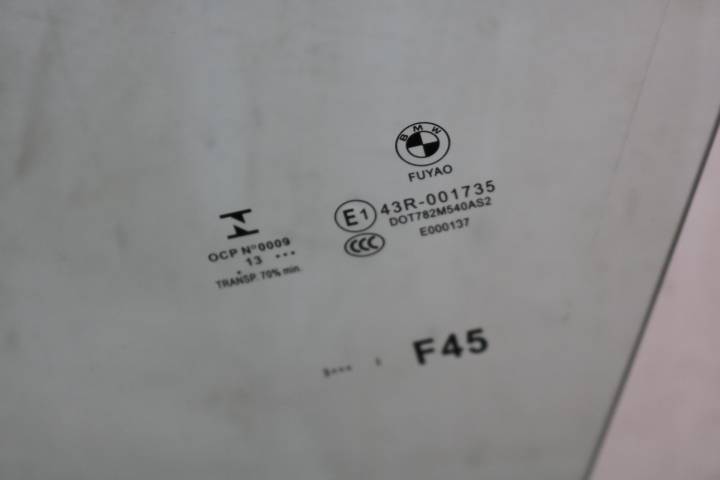 BMW
FUYAO
E1 43R-001735
DOT782M540AS2
CCC E000137
OCP N°0009
13 •••
TRANSP. 70% min.
F45